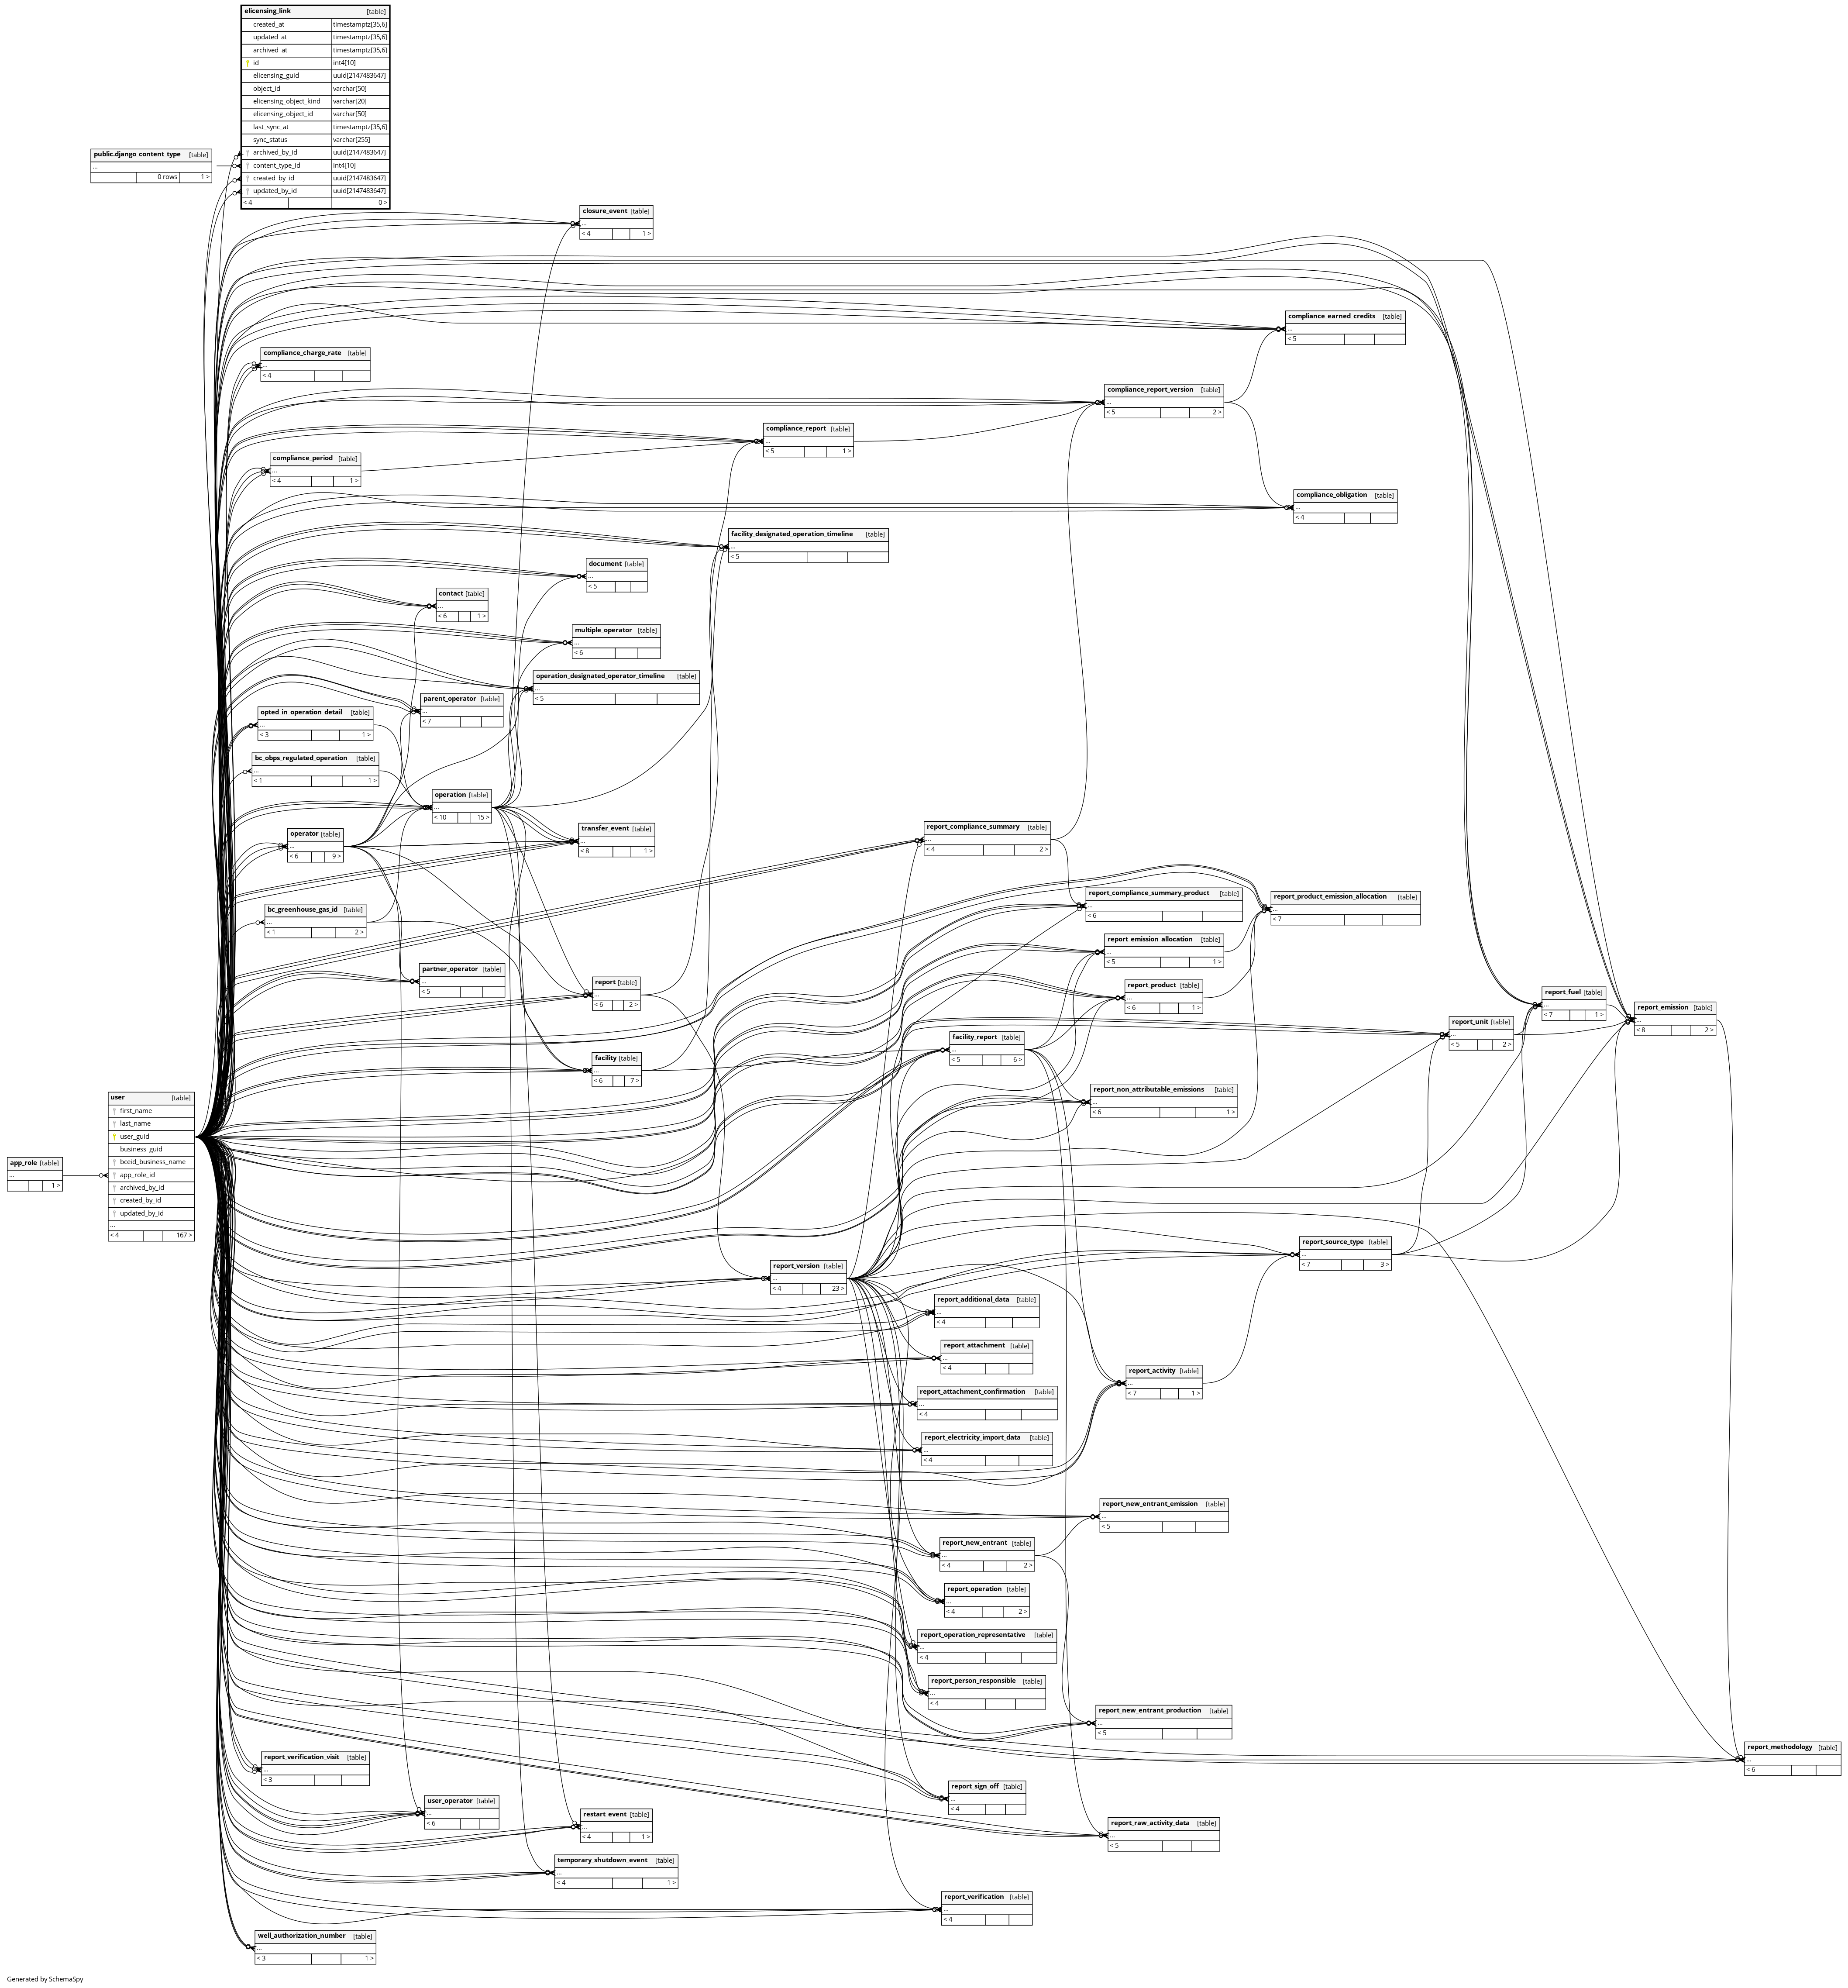 elicensing_link [table]
created_at timestamptz[35,6]
updated_at timestamptz[35,6]
archived_at timestamptz[35,6]
id int4[10]
elicensing_guid uuid[2147483647]
object_id varchar[50]
elicensing_object_kind varchar[20]
elicensing_object_id varchar[50]
last_sync_at timestamptz[35,6]
sync_status varchar[255]
archived_by_id uuid[2147483647]
content_type_id int4[10]
created_by_id uuid[2147483647]
updated_by_id uuid[2147483647]
< 4 0 >
public.django_content_type [table]
...
0 rows 1 >
closure_event [table]
...
< 4 1 >
compliance_earned_credits [table]
...
< 5
compliance_charge_rate [table]
...
< 4
compliance_report_version [table]
...
< 5 2 >
compliance_report [table]
...
< 5 1 >
compliance_period [table]
...
< 4 1 >
compliance_obligation [table]
...
< 4
facility_designated_operation_timeline [table]
...
< 5
document [table]
...
< 5
contact [table]
...
< 6 1 >
multiple_operator [table]
...
< 6
operation_designated_operator_timeline [table]
...
< 5
parent_operator [table]
...
< 7
opted_in_operation_detail [table]
...
< 3 1 >
bc_obps_regulated_operation [table]
...
< 1 1 >
operation [table]
...
< 10 15 >
transfer_event [table]
...
< 8 1 >
operator [table]
...
< 6 9 >
report_compliance_summary [table]
...
< 4 2 >
report_compliance_summary_product [table]
...
< 6
report_product_emission_allocation [table]
...
< 7
bc_greenhouse_gas_id [table]
...
< 1 2 >
report_emission_allocation [table]
...
< 5 1 >
partner_operator [table]
...
< 5
report [table]
...
< 6 2 >
report_product [table]
...
< 6 1 >
report_fuel [table]
...
< 7 1 >
report_emission [table]
...
< 8 2 >
report_unit [table]
...
< 5 2 >
facility_report [table]
...
< 5 6 >
facility [table]
...
< 6 7 >
report_non_attributable_emissions [table]
...
< 6 1 >
user [table]
first_name
last_name
user_guid
business_guid
bceid_business_name
app_role_id
archived_by_id
created_by_id
updated_by_id
...
< 4 167 >
app_role [table]
...
1 >
report_source_type [table]
...
< 7 3 >
report_version [table]
...
< 4 23 >
report_additional_data [table]
...
< 4
report_attachment [table]
...
< 4
report_activity [table]
...
< 7 1 >
report_attachment_confirmation [table]
...
< 4
report_electricity_import_data [table]
...
< 4
report_new_entrant_emission [table]
...
< 5
report_new_entrant [table]
...
< 4 2 >
report_operation [table]
...
< 4 2 >
report_operation_representative [table]
...
< 4
report_person_responsible [table]
...
< 4
report_new_entrant_production [table]
...
< 5
report_methodology [table]
...
< 6
report_verification_visit [table]
...
< 3
report_sign_off [table]
...
< 4
user_operator [table]
...
< 6
restart_event [table]
...
< 4 1 >
report_raw_activity_data [table]
...
< 5
temporary_shutdown_event [table]
...
< 4 1 >
report_verification [table]
...
< 4
well_authorization_number [table]
...
< 3 1 >
Generated by SchemaSpy